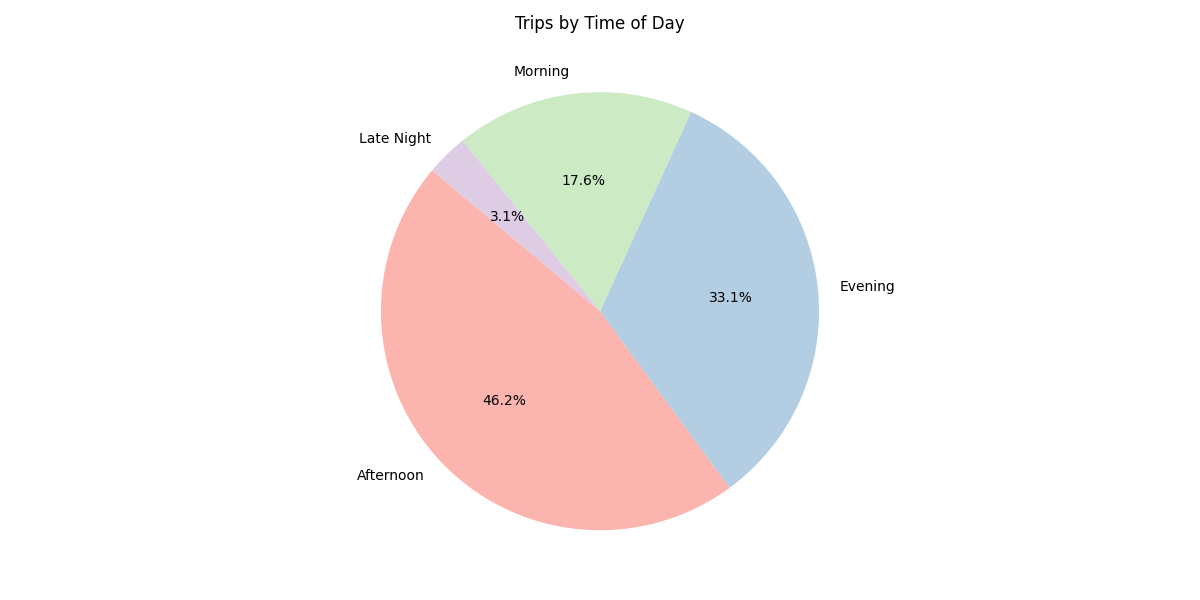 Trips by Time of Day
Morning
Late Night
17.6%
3.1%
Evening
33.1%
46.2%
Afternoon